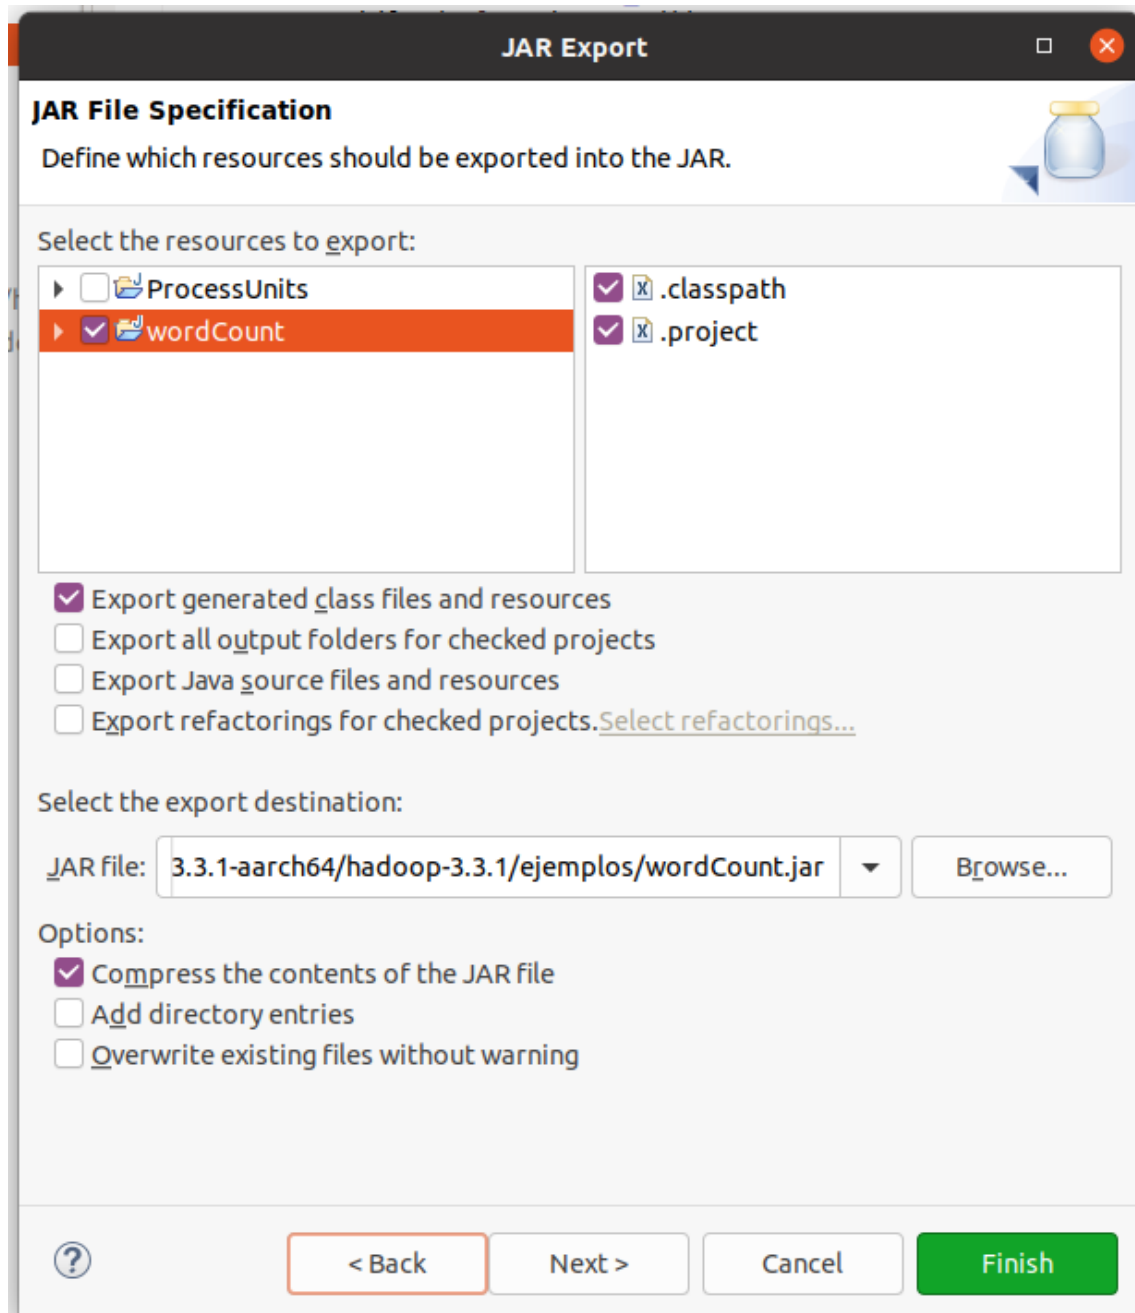 JAR Export
JAR File Specification
Define which resources should be exported into the JAR.
Select the resources to export:
ProcessUnits
wordCount
.classpath
.project
Export generated class files and resources
Export all output folders for checked projects
Export Java source files and resources
Export refactorings for checked projects. Select refactorings...
Select the export destination:
JAR file: 3.3.1-aarch64/hadoop-3.3.1/ejemplos/wordCount.jar Browse...
Options:
Compress the contents of the JAR file
Add directory entries
Overwrite existing files without warning
? < Back Next > Cancel Finish